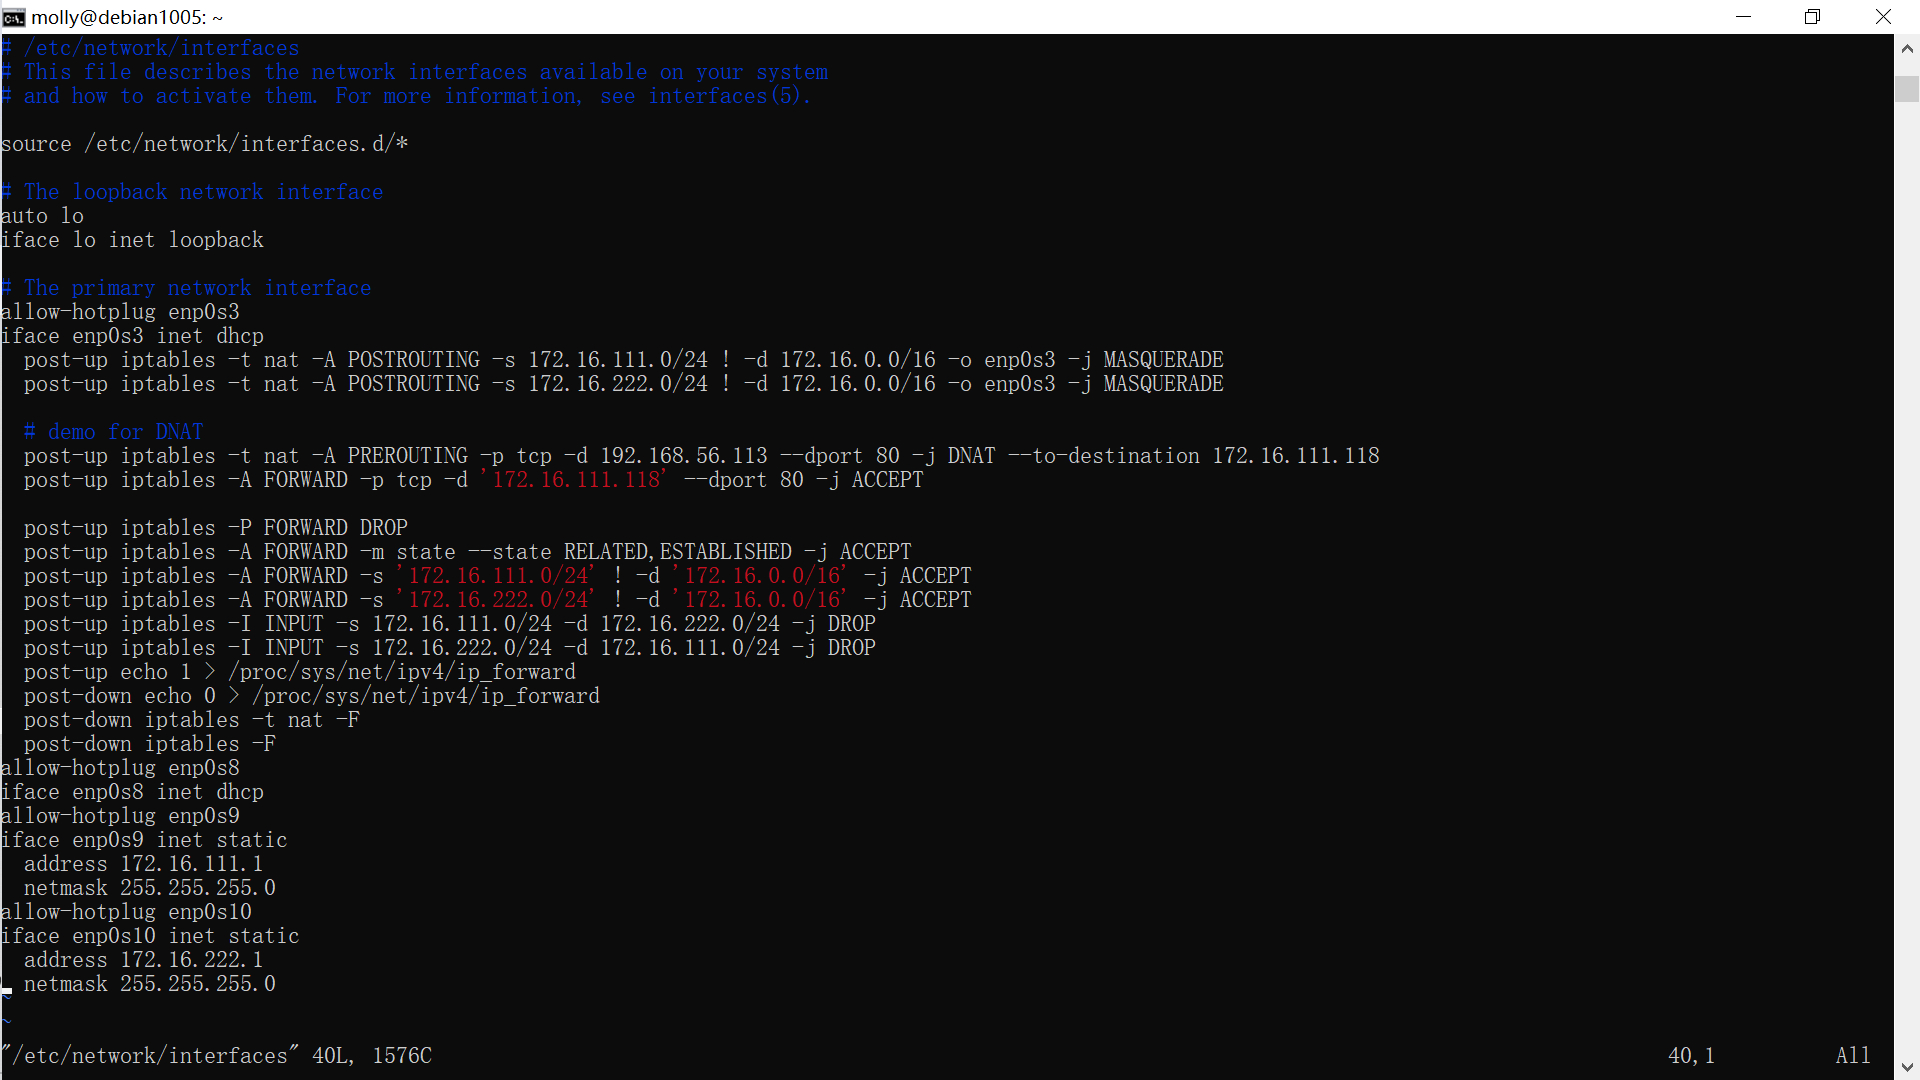 molly@debian1005: ~
# /etc/network/interfaces
# This file describes the network interfaces available on your system
# and how to activate them. For more information, see interfaces(5).
source /etc/network/interfaces.d/*
# The loopback network interface
auto lo
iface lo inet loopback
# The primary network interface
allow-hotplug enp0s3
iface enp0s3 inet dhcp
  post-up iptables -t nat -A POSTROUTING -s 172.16.111.0/24 ! -d 172.16.0.0/16 -o enp0s3 -j MASQUERADE
  post-up iptables -t nat -A POSTROUTING -s 172.16.222.0/24 ! -d 172.16.0.0/16 -o enp0s3 -j MASQUERADE
  # demo for DNAT
  post-up iptables -t nat -A PREROUTING -p tcp -d 192.168.56.113 --dport 80 -j DNAT --to-destination 172.16.111.118
  post-up iptables -A FORWARD -p tcp -d '172.16.111.118' --dport 80 -j ACCEPT
  post-up iptables -P FORWARD DROP
  post-up iptables -A FORWARD -m state --state RELATED,ESTABLISHED -j ACCEPT
  post-up iptables -A FORWARD -s '172.16.111.0/24' ! -d '172.16.0.0/16' -j ACCEPT
  post-up iptables -A FORWARD -s '172.16.222.0/24' ! -d '172.16.0.0/16' -j ACCEPT
  post-up iptables -I INPUT -s 172.16.111.0/24 -d 172.16.222.0/24 -j DROP
  post-up iptables -I INPUT -s 172.16.222.0/24 -d 172.16.111.0/24 -j DROP
  post-up echo 1 > /proc/sys/net/ipv4/ip_forward
  post-down echo 0 > /proc/sys/net/ipv4/ip_forward
  post-down iptables -t nat -F
  post-down iptables -F
allow-hotplug enp0s8
iface enp0s8 inet dhcp
allow-hotplug enp0s9
iface enp0s9 inet static
  address 172.16.111.1
  netmask 255.255.255.0
allow-hotplug enp0s10
iface enp0s10 inet static
  address 172.16.222.1
  netmask 255.255.255.0
~
~
"/etc/network/interfaces" 40L, 1576C 40,1 All